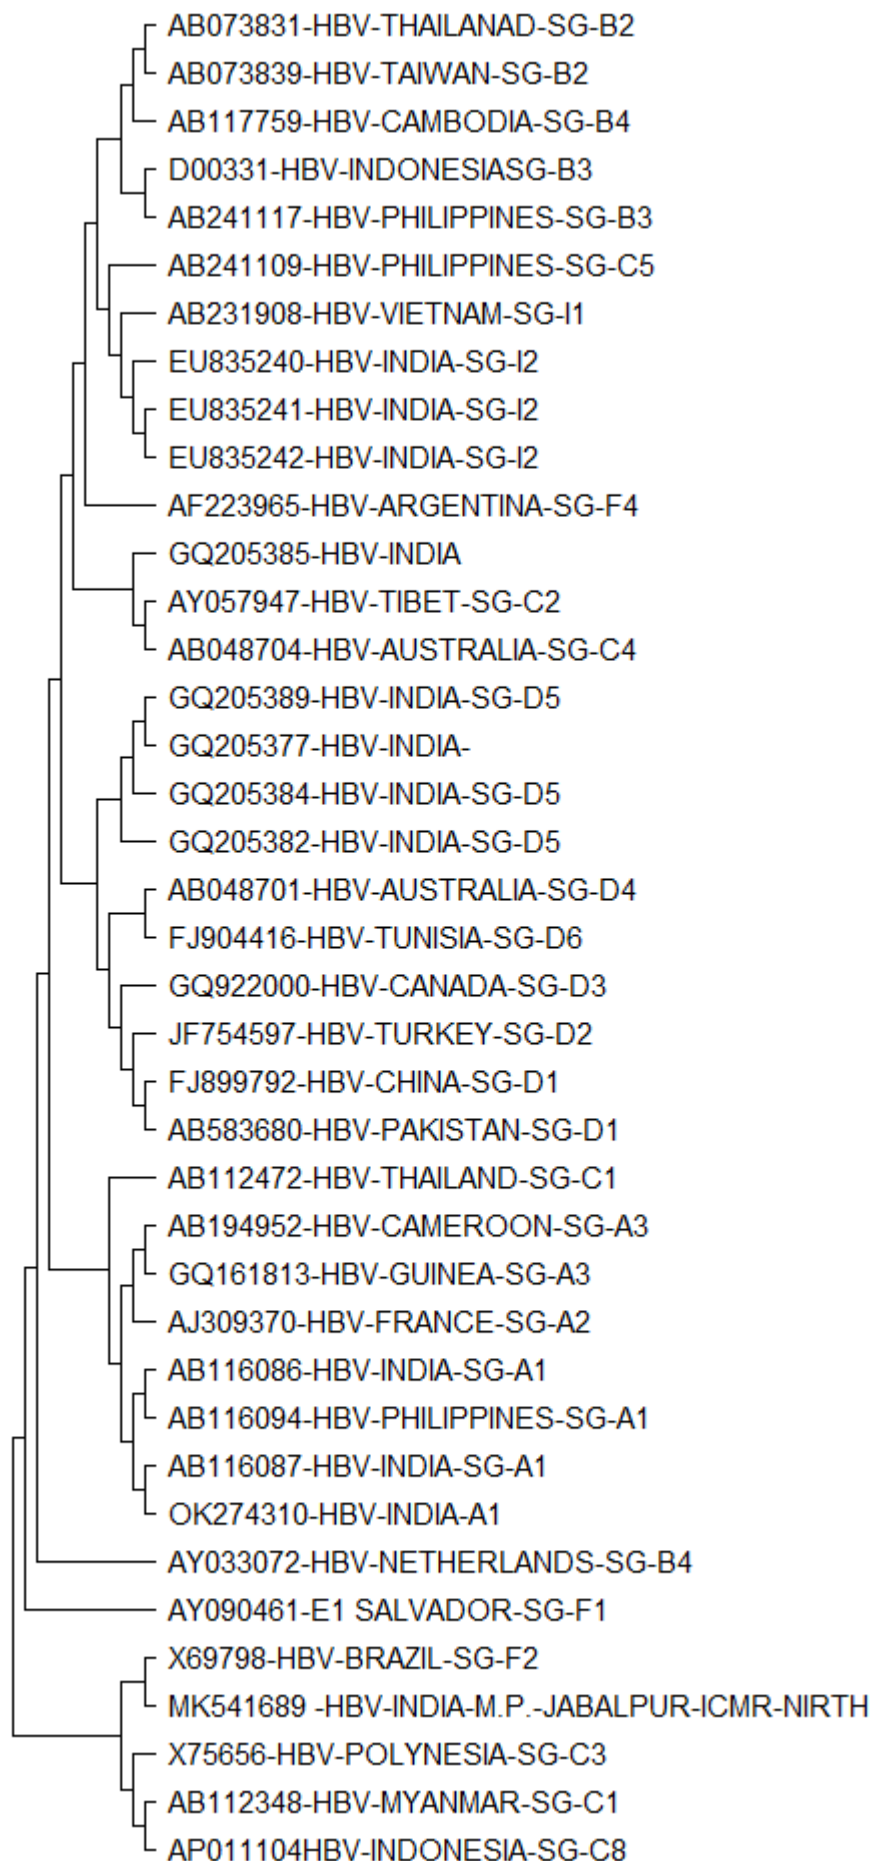 AB073831-HBV-THAILANAD-SG-B2
AB073839-HBV-TAIWAN-SG-B2
AB117759-HBV-CAMBODIA-SG-B4
D00331-HBV-INDONESIASG-B3
AB241117-HBV-PHILIPPINES-SG-B3
AB241109-HBV-PHILIPPINES-SG-C5
AB231908-HBV-VIETNAM-SG-I1
EU835240-HBV-INDIA-SG-I2
EU835241-HBV-INDIA-SG-I2
EU835242-HBV-INDIA-SG-I2
AF223965-HBV-ARGENTINA-SG-F4
GQ205385-HBV-INDIA
AY057947-HBV-TIBET-SG-C2
AB048704-HBV-AUSTRALIA-SG-C4
GQ205389-HBV-INDIA-SG-D5
GQ205377-HBV-INDIA-
GQ205384-HBV-INDIA-SG-D5
GQ205382-HBV-INDIA-SG-D5
AB048701-HBV-AUSTRALIA-SG-D4
FJ904416-HBV-TUNISIA-SG-D6
GQ922000-HBV-CANADA-SG-D3
JF754597-HBV-TURKEY-SG-D2
FJ899792-HBV-CHINA-SG-D1
AB583680-HBV-PAKISTAN-SG-D1
AB112472-HBV-THAILAND-SG-C1
AB194952-HBV-CAMEROON-SG-A3
GQ161813-HBV-GUINEA-SG-A3
AJ309370-HBV-FRANCE-SG-A2
AB116086-HBV-INDIA-SG-A1
AB116094-HBV-PHILIPPINES-SG-A1
AB116087-HBV-INDIA-SG-A1
OK274310-HBV-INDIA-A1
AY033072-HBV-NETHERLANDS-SG-B4
AY090461-E1 SALVADOR-SG-F1
X69798-HBV-BRAZIL-SG-F2
MK541689 -HBV-INDIA-M.P.-JABALPUR-ICMR-NIRTH
X75656-HBV-POLYNESIA-SG-C3
AB112348-HBV-MYANMAR-SG-C1
AP011104HBV-INDONESIA-SG-C8